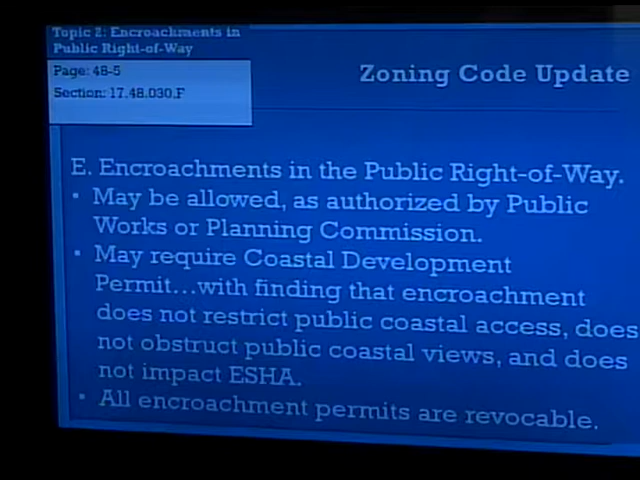 Topic 2: Encroachments in
Public Right-of-Way
Page: 48-5
Section: 17.48.030.F
Zoning Code Update
E. Encroachments in the Public Right-of-Way.
• May be allowed, as authorized by Public
Works or Planning Commission.
• May require Coastal Development
Permit...with finding that encroachment
does not restrict public coastal access, does
not obstruct public coastal views, and does
not impact ESHA.
• All encroachment permits are revocable.